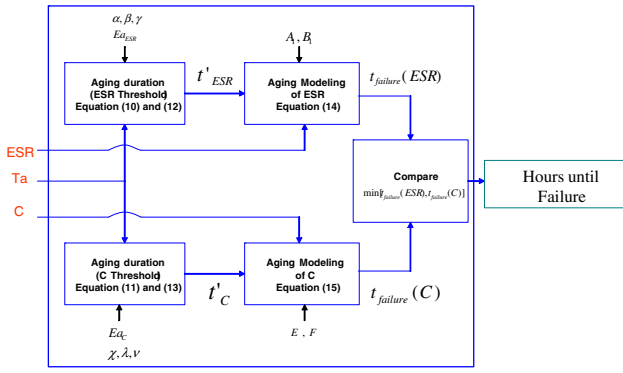 α, β, γ
Ea_ESR
A₁, B₁
Aging duration
(ESR Threshold)
Equation (10) and (12)
t'_ESR
Aging Modeling
of ESR
Equation (14)
t_failure(ESR)
ESR
Ta
C
Compare
min[t_failure(ESR), t_failure(C)]
Hours until
Failure
Aging duration
(C Threshold)
Equation (11) and (13)
t'_C
Aging Modeling
of C
Equation (15)
t_failure(C)
Ea_C
χ, λ, ν
E , F